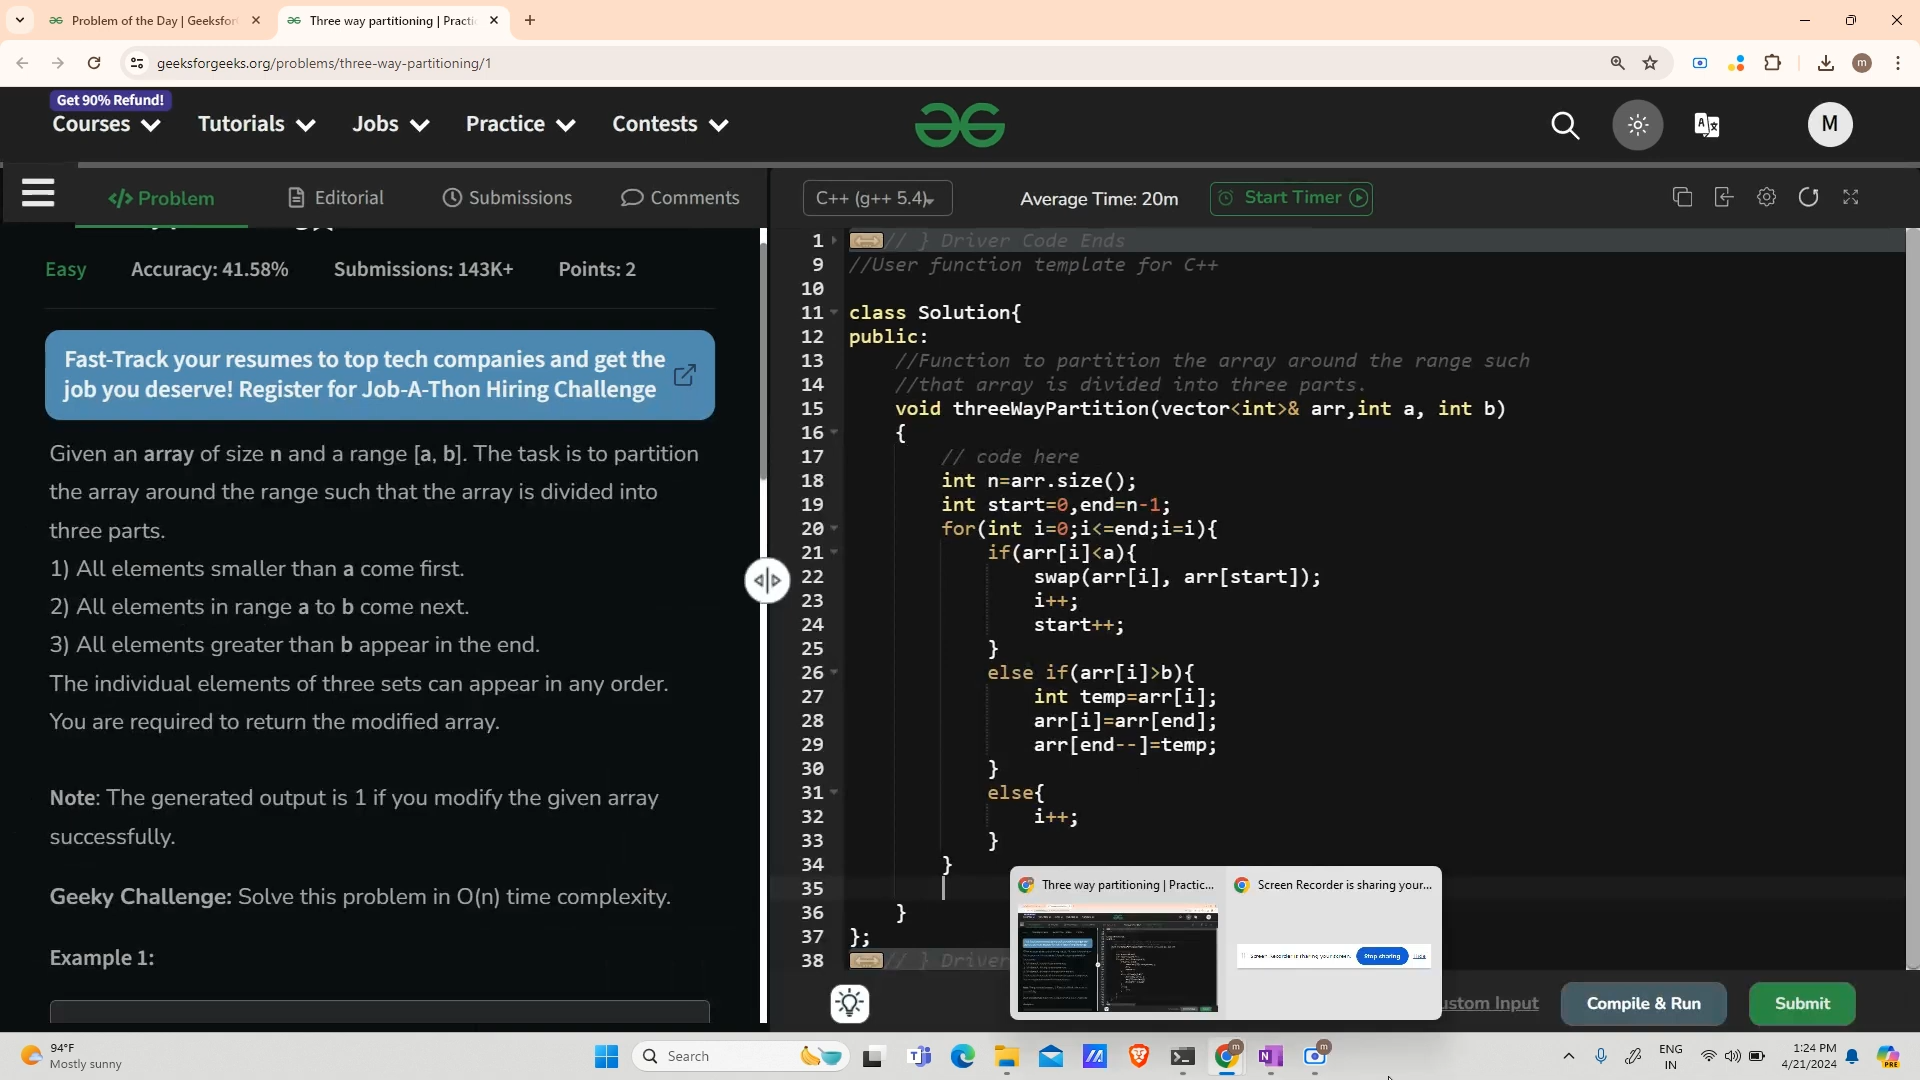 Problem of the Day | Geeksfor
Three way partitioning | Practi
geeksforgeeks.org/problems/three-way-partitioning/1
m
Get 90% Refund!
Courses
Tutorials
Jobs
Practice
Contests
M
Problem
Editorial
Submissions
Comments
C++ (g++ 5.4)
Average Time: 20m
Start Timer
Easy
Accuracy: 41.58%
Submissions: 143K+
Points: 2
Fast-Track your resumes to top tech companies and get the
job you deserve! Register for Job-A-Thon Hiring Challenge
Given an array of size n and a range [a, b]. The task is to partition
the array around the range such that the array is divided into
three parts.
1) All elements smaller than a come first.
2) All elements in range a to b come next.
3) All elements greater than b appear in the end.
The individual elements of three sets can appear in any order.
You are required to return the modified array.
Note: The generated output is 1 if you modify the given array
successfully.
Geeky Challenge: Solve this problem in O(n) time complexity.
Example 1:
1 // } Driver Code Ends
9 //User function template for C++
10
11 class Solution{
12 public:
13 //Function to partition the array around the range such
14 //that array is divided into three parts.
15 void threeWayPartition(vector<int>& arr,int a, int b)
16 {
17 // code here
18 int n=arr.size();
19 int start=0,end=n-1;
20 for(int i=0;i<=end;i=i){
21 if(arr[i]<a){
22 swap(arr[i], arr[start]);
23 i++;
24 start++;
25 }
26 else if(arr[i]>b){
27 int temp=arr[i];
28 arr[i]=arr[end];
29 arr[end--]=temp;
30 }
31 else{
32 i++;
33 }
34 }
35
36 }
37 };
38 // } Driver
Three way partitioning | Practic...
Screen Recorder is sharing your...
Screen Recorder is sharing your screen.
Stop sharing
Hide
ustom Input
Compile & Run
Submit
94°F
Mostly sunny
Search
m
m
ENG
IN
1:24 PM
4/21/2024
PRE